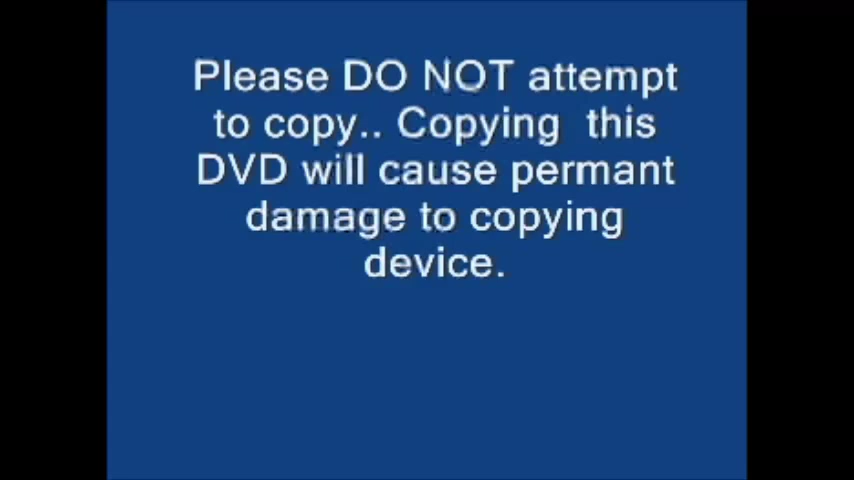 Please DO NOT attempt
to copy.. Copying  this
DVD will cause permant
damage to copying
device.